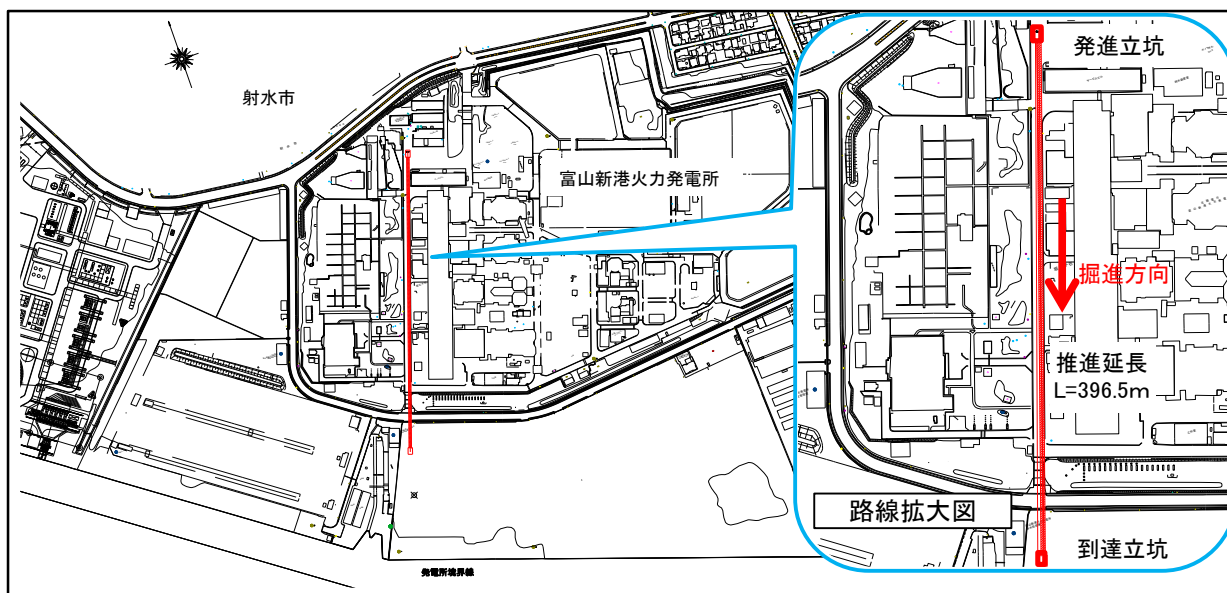 射水市
富山新港火力発電所
発電所境界線
発進立坑
掘進方向
推進延長
L=396.5m
路線拡大図
到達立坑